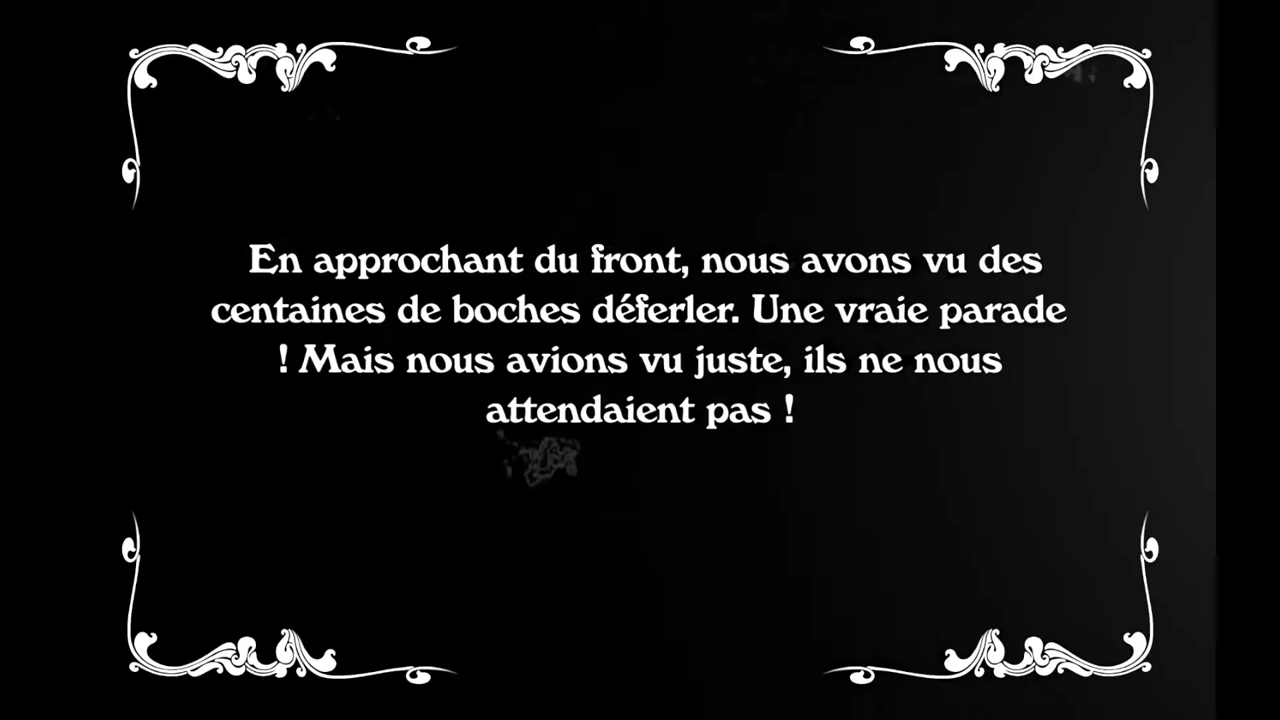 En approchant du front, nous avons vu des
centaines de boches déferler. Une vraie parade
! Mais nous avions vu juste, ils ne nous
attendaient pas !